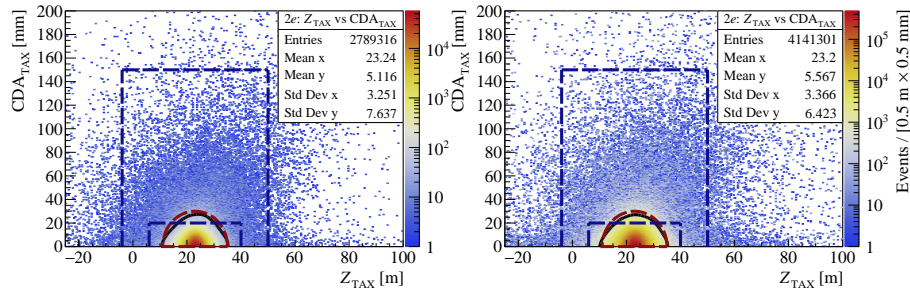 CDA_TAX [mm]
200
180
160
140
120
100
80
60
40
20
0
2e: Z_TAX vs CDA_TAX
Entries 2789316
Mean x 23.24
Mean y 5.116
Std Dev x 3.251
Std Dev y 7.637
10^4
10^3
10^2
10
1
−20 0 20 40 60 80 100
Z_TAX [m]
CDA_TAX [mm]
200
180
160
140
120
100
80
60
40
20
0
2e: Z_TAX vs CDA_TAX
Entries 4141301
Mean x 23.2
Mean y 5.567
Std Dev x 3.366
Std Dev y 6.423
10^5
10^4
10^3
10^2
10
1
Events / [0.5 m × 0.5 mm]
−20 0 20 40 60 80 100
Z_TAX [m]